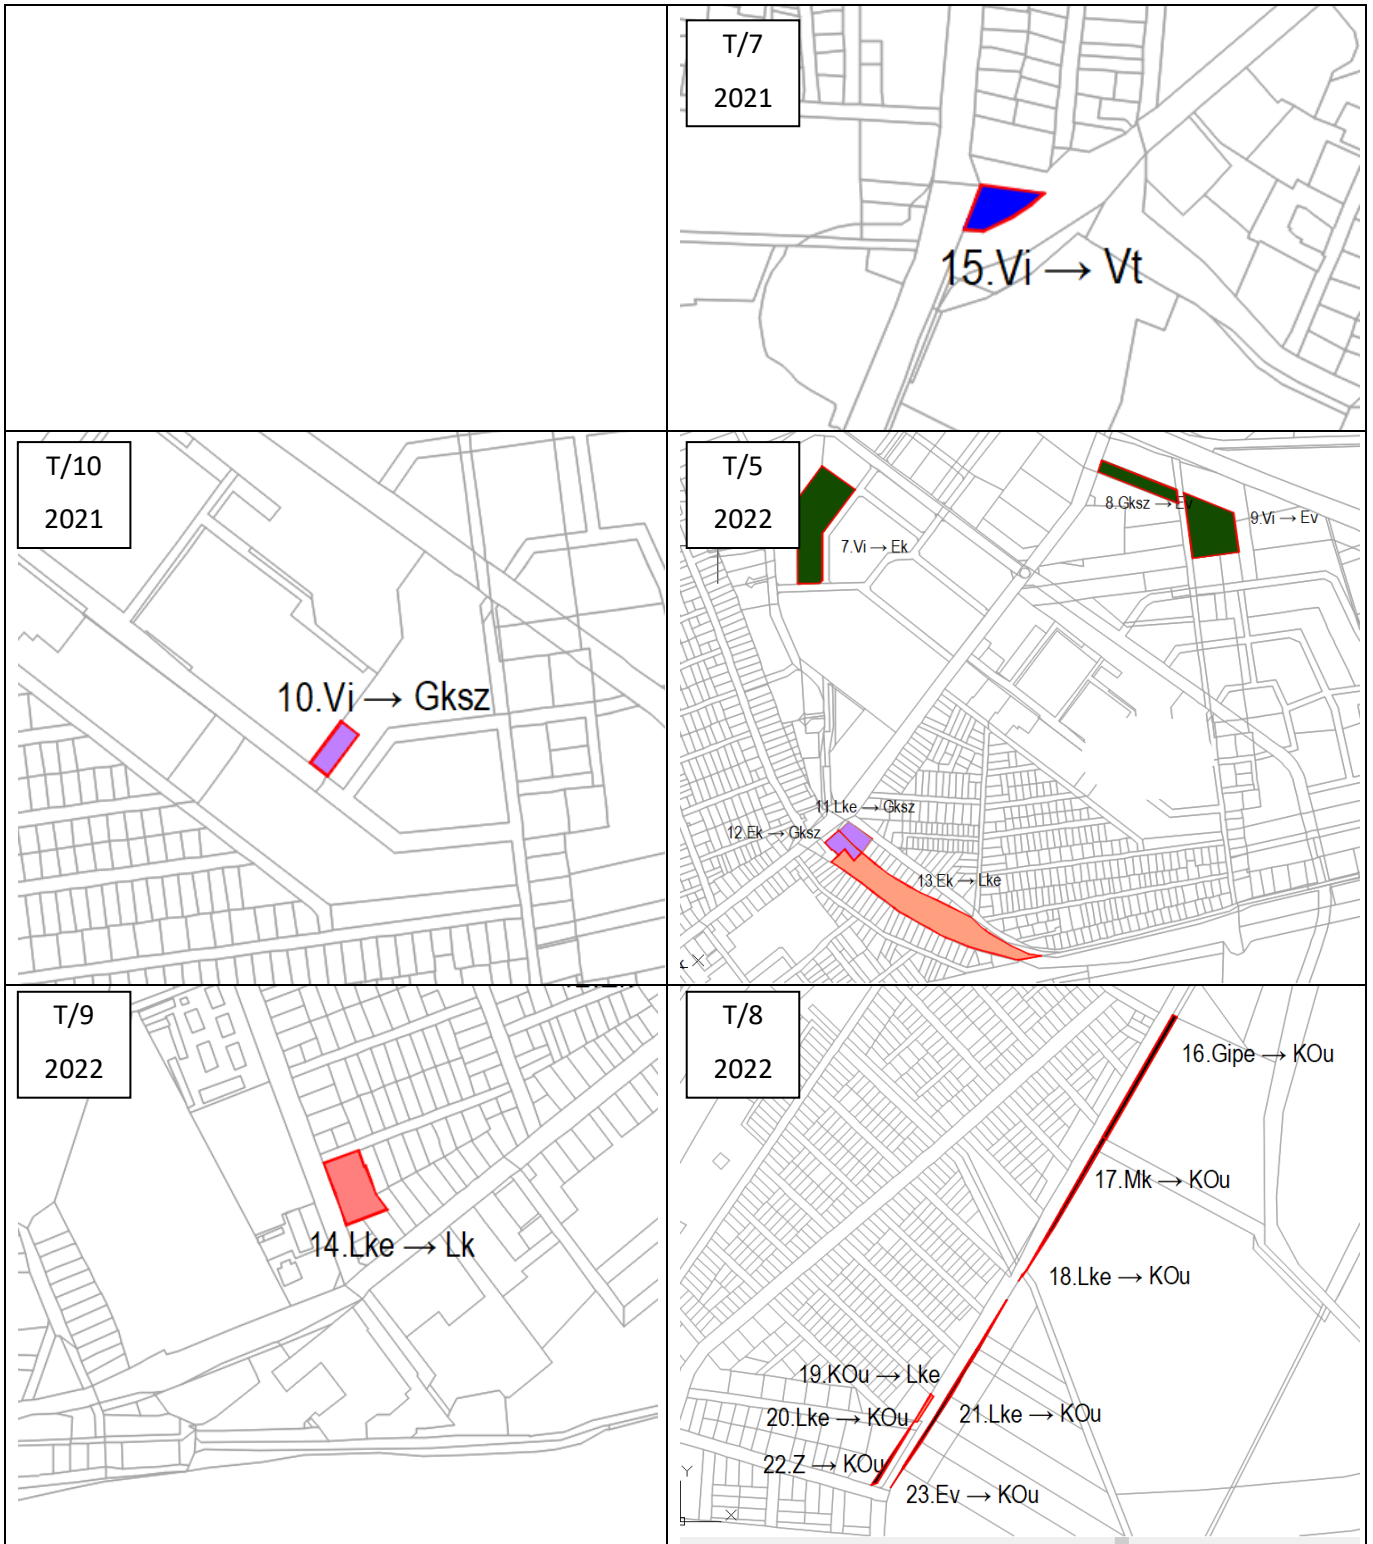 T/7
2021
15.Vi → Vt
T/10
2021
10.Vi → Gksz
T/5
2022
8.Gksz → Ev
9.Vi → Ev
7.Vi → Ek
11.Lke → Gksz
12.Ek → Gksz
13.Ek → Lke
X
T/9
2022
14.Lke → Lk
T/8
2022
16.Gipe → KOu
17.Mk → KOu
18.Lke → KOu
19.KOu → Lke
20.Lke → KOu
21.Lke → KOu
22.Z → KOu
23.Ev → KOu
Y
X